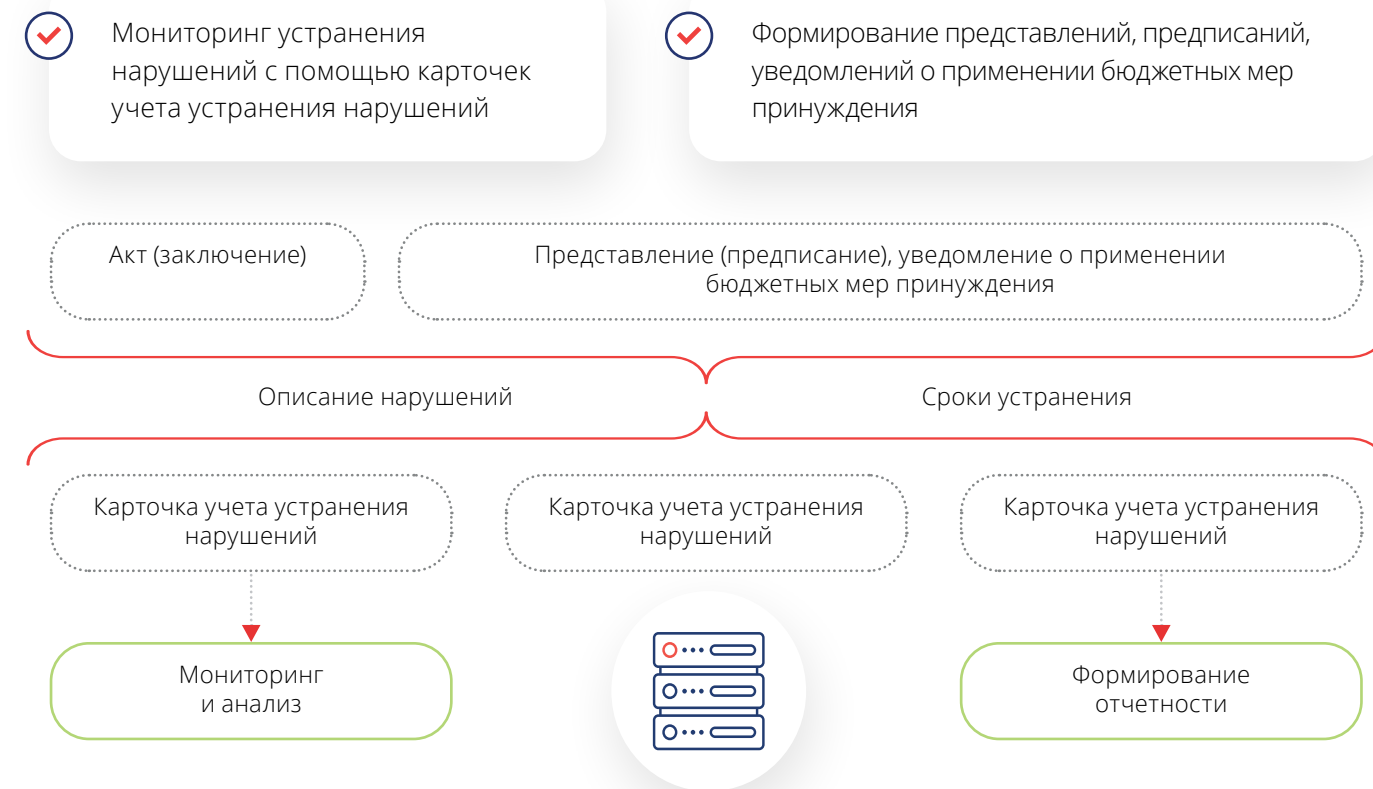 Мониторинг устранения
нарушений с помощью карточек
учета устранения нарушений
Формирование представлений, предписаний,
уведомлений о применении бюджетных мер
принуждения
Акт (заключение)
Представление (предписание), уведомление о применении
бюджетных мер принуждения
Описание нарушений
Сроки устранения
Карточка учета устранения
нарушений
Карточка учета устранения
нарушений
Карточка учета устранения
нарушений
Мониторинг
и анализ
Формирование
отчетности